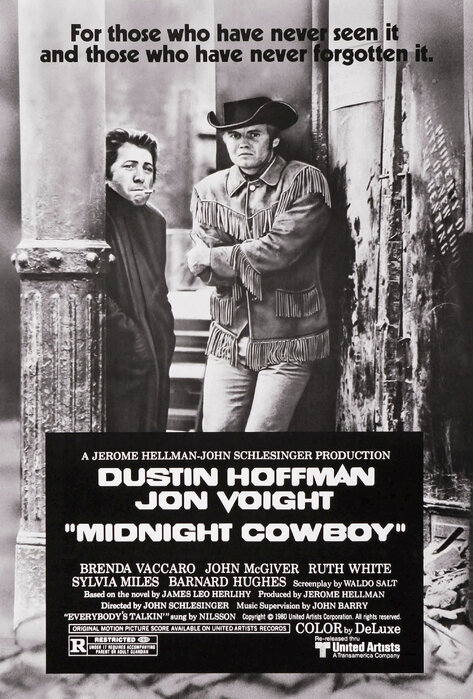 For those who have never seen it
and those who have never forgotten it.
A JEROME HELLMAN-JOHN SCHLESINGER PRODUCTION
DUSTIN HOFFMAN
JON VOIGHT
"MIDNIGHT COWBOY"
BRENDA VACCARO JOHN McGIVER RUTH WHITE
SYLVIA MILES BARNARD HUGHES Screenplay by WALDO SALT
Based on the novel by JAMES LEO HERLIHY Produced by JEROME HELLMAN
Directed by JOHN SCHLESINGER Music Supervision by JOHN BARRY
"EVERYBODY'S TALKIN'" sung by NILSSON Copyright © 1980 United Artists Corporation. All rights reserved.
ORIGINAL MOTION PICTURE SCORE AVAILABLE ON UNITED ARTISTS RECORDS COLOR by DeLuxe
R RESTRICTED
UNDER 17 REQUIRES ACCOMPANYING
PARENT OR ADULT GUARDIAN
Re-released thru
United Artists
A Transamerica Company